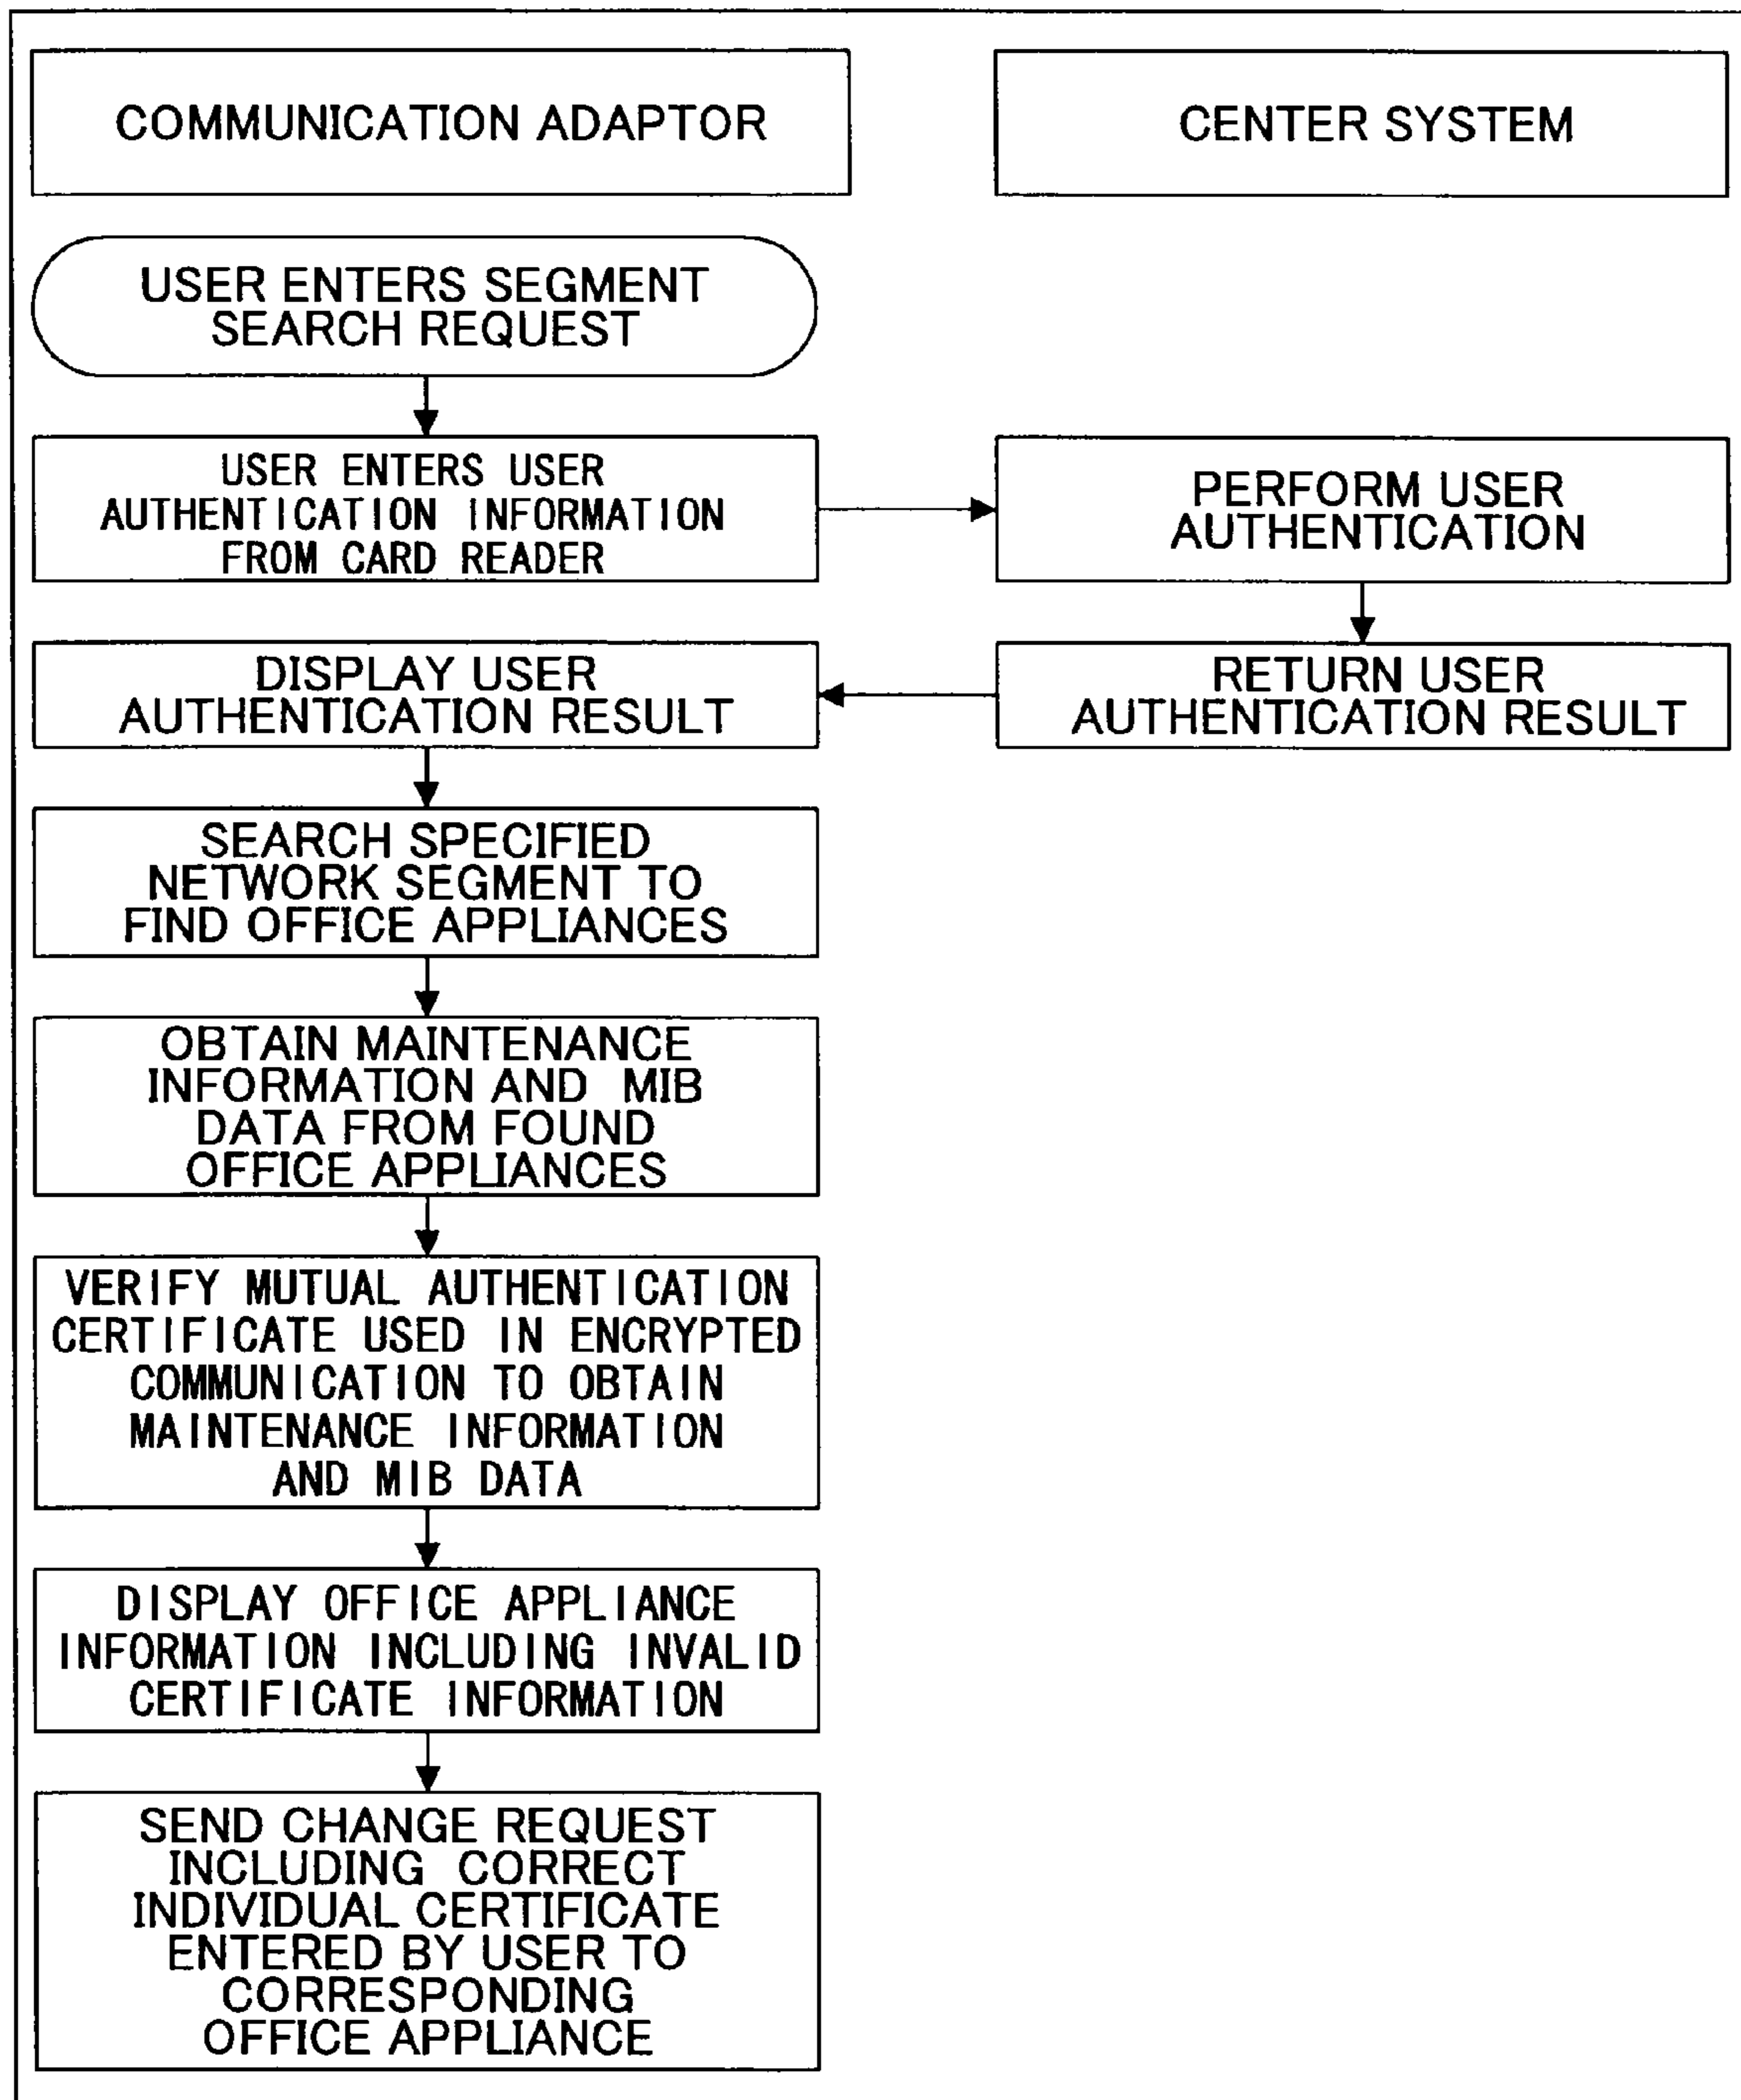 COMMUNICATION ADAPTOR
CENTER SYSTEM
USER ENTERS SEGMENT
SEARCH REQUEST
USER ENTERS USER
AUTHENTICATION INFORMATION
FROM CARD READER
PERFORM USER
AUTHENTICATION
DISPLAY USER
AUTHENTICATION RESULT
RETURN USER
AUTHENTICATION RESULT
SEARCH SPECIFIED
NETWORK SEGMENT TO
FIND OFFICE APPLIANCES
OBTAIN MAINTENANCE
INFORMATION AND MIB
DATA FROM FOUND
OFFICE APPLIANCES
VERIFY MUTUAL AUTHENTICATION
CERTIFICATE USED IN ENCRYPTED
COMMUNICATION TO OBTAIN
MAINTENANCE INFORMATION
AND MIB DATA
DISPLAY OFFICE APPLIANCE
INFORMATION INCLUDING INVALID
CERTIFICATE INFORMATION
SEND CHANGE REQUEST
INCLUDING CORRECT
INDIVIDUAL CERTIFICATE
ENTERED BY USER TO
CORRESPONDING
OFFICE APPLIANCE